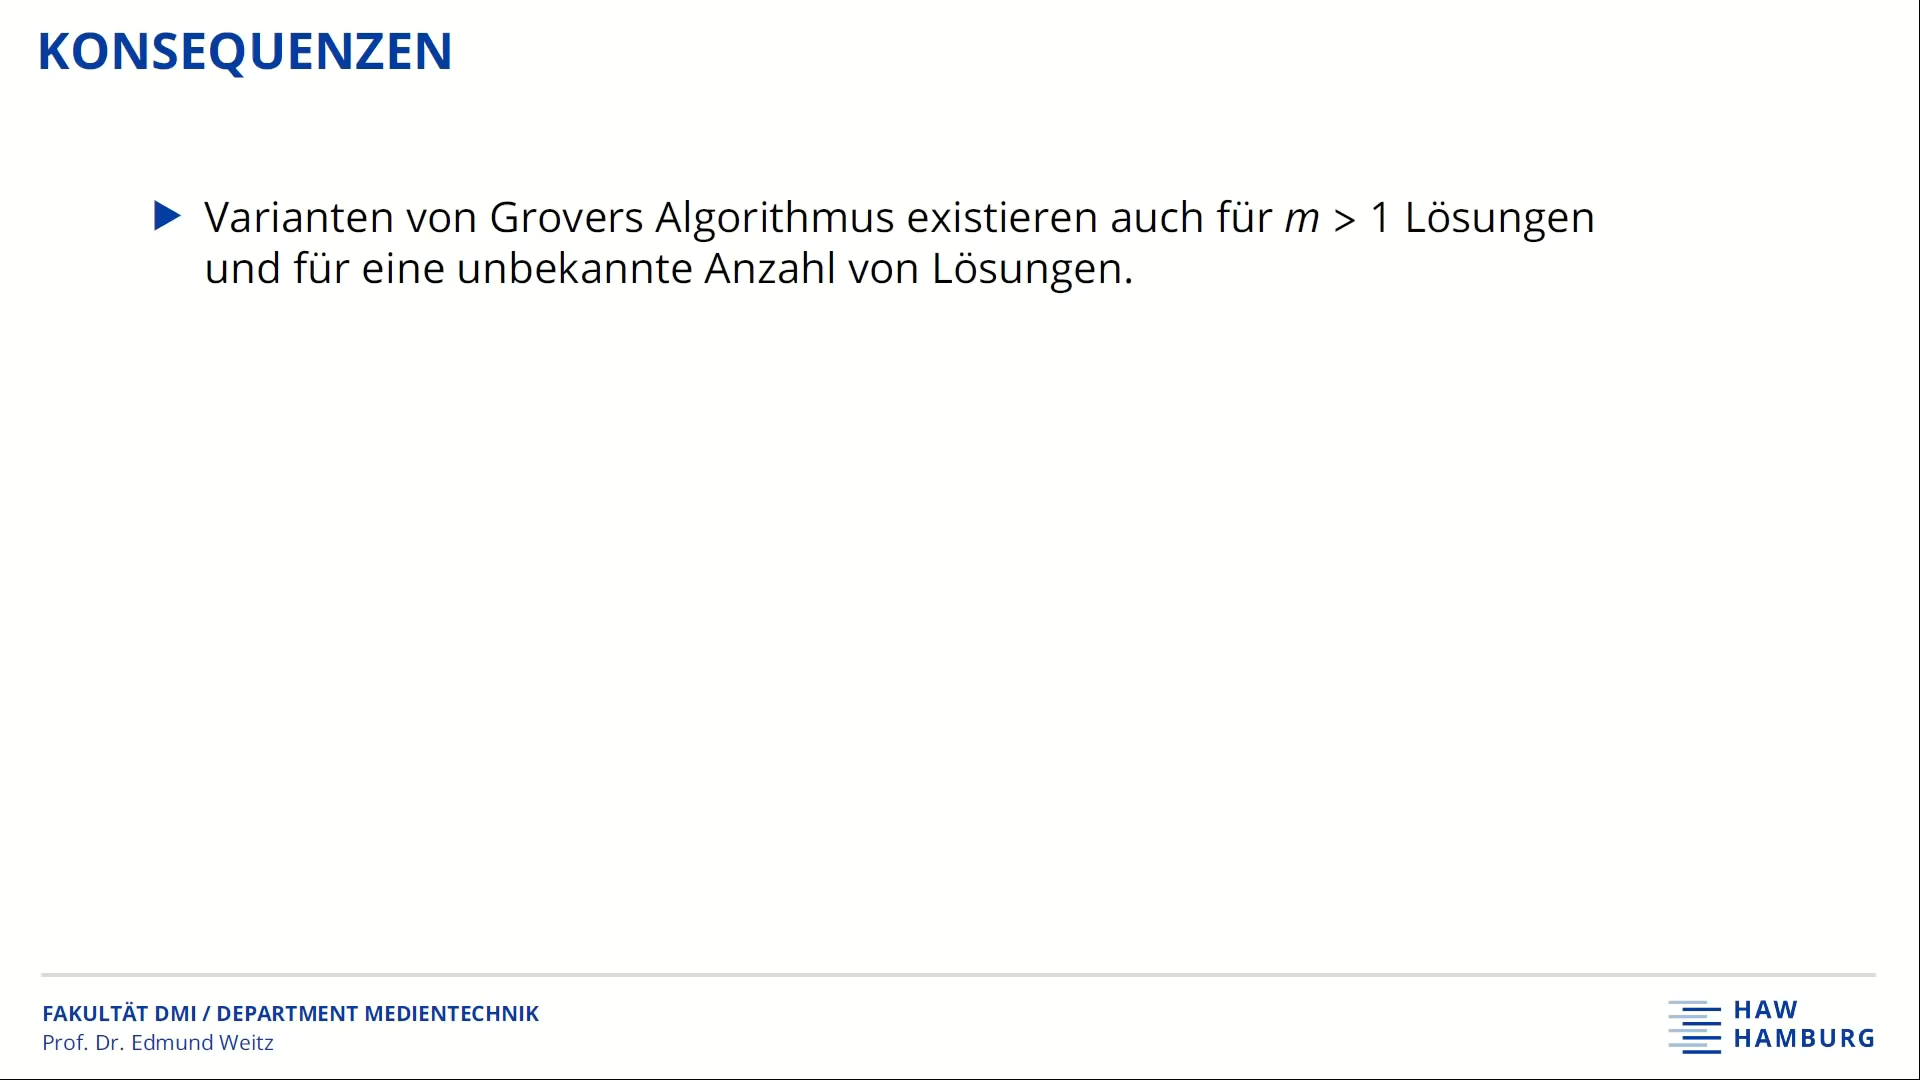 KONSEQUENZEN
Varianten von Grovers Algorithmus existieren auch für m > 1 Lösungen
und für eine unbekannte Anzahl von Lösungen.
FAKULTÄT DMI / DEPARTMENT MEDIENTECHNIK
Prof. Dr. Edmund Weitz
HAW
HAMBURG